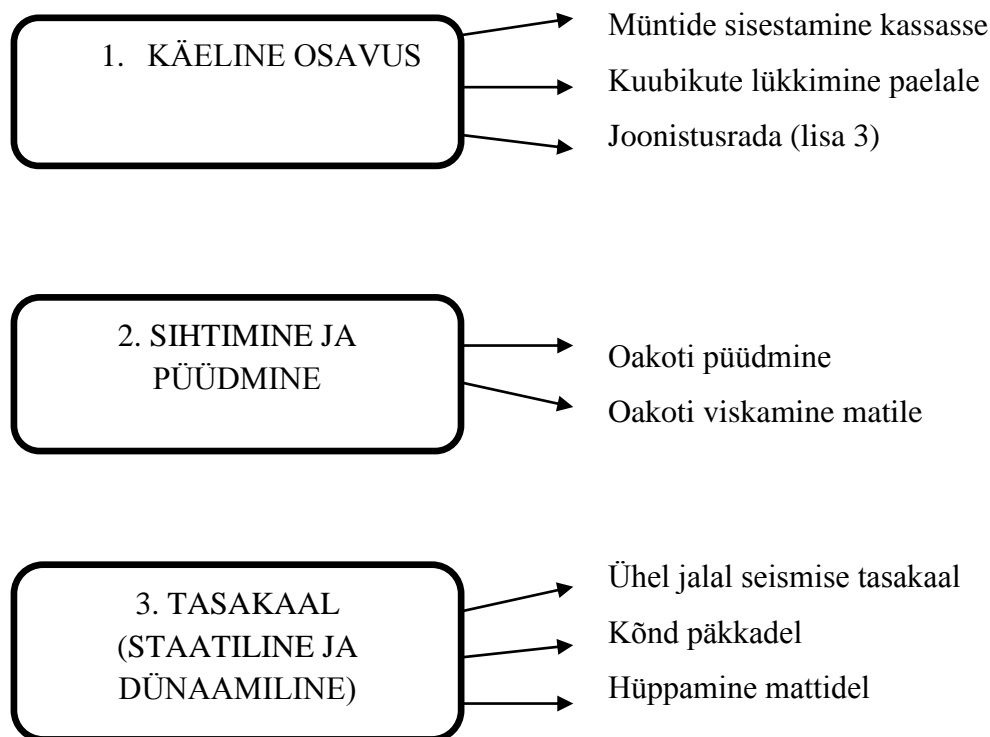 1. KÄELINE OSAVUS
Müntide sisestamine kassasse
Kuubikute lükkimine paelale
Joonistusrada (lisa 3)
2. SIHTIMINE JA
PÜÜDMINE
Oakoti püüdmine
Oakoti viskamine matile
3. TASAKAAL
(STAATILINE JA
DÜNAAMILINE)
Ühel jalal seismise tasakaal
Kõnd päkkadel
Hüppamine mattidel